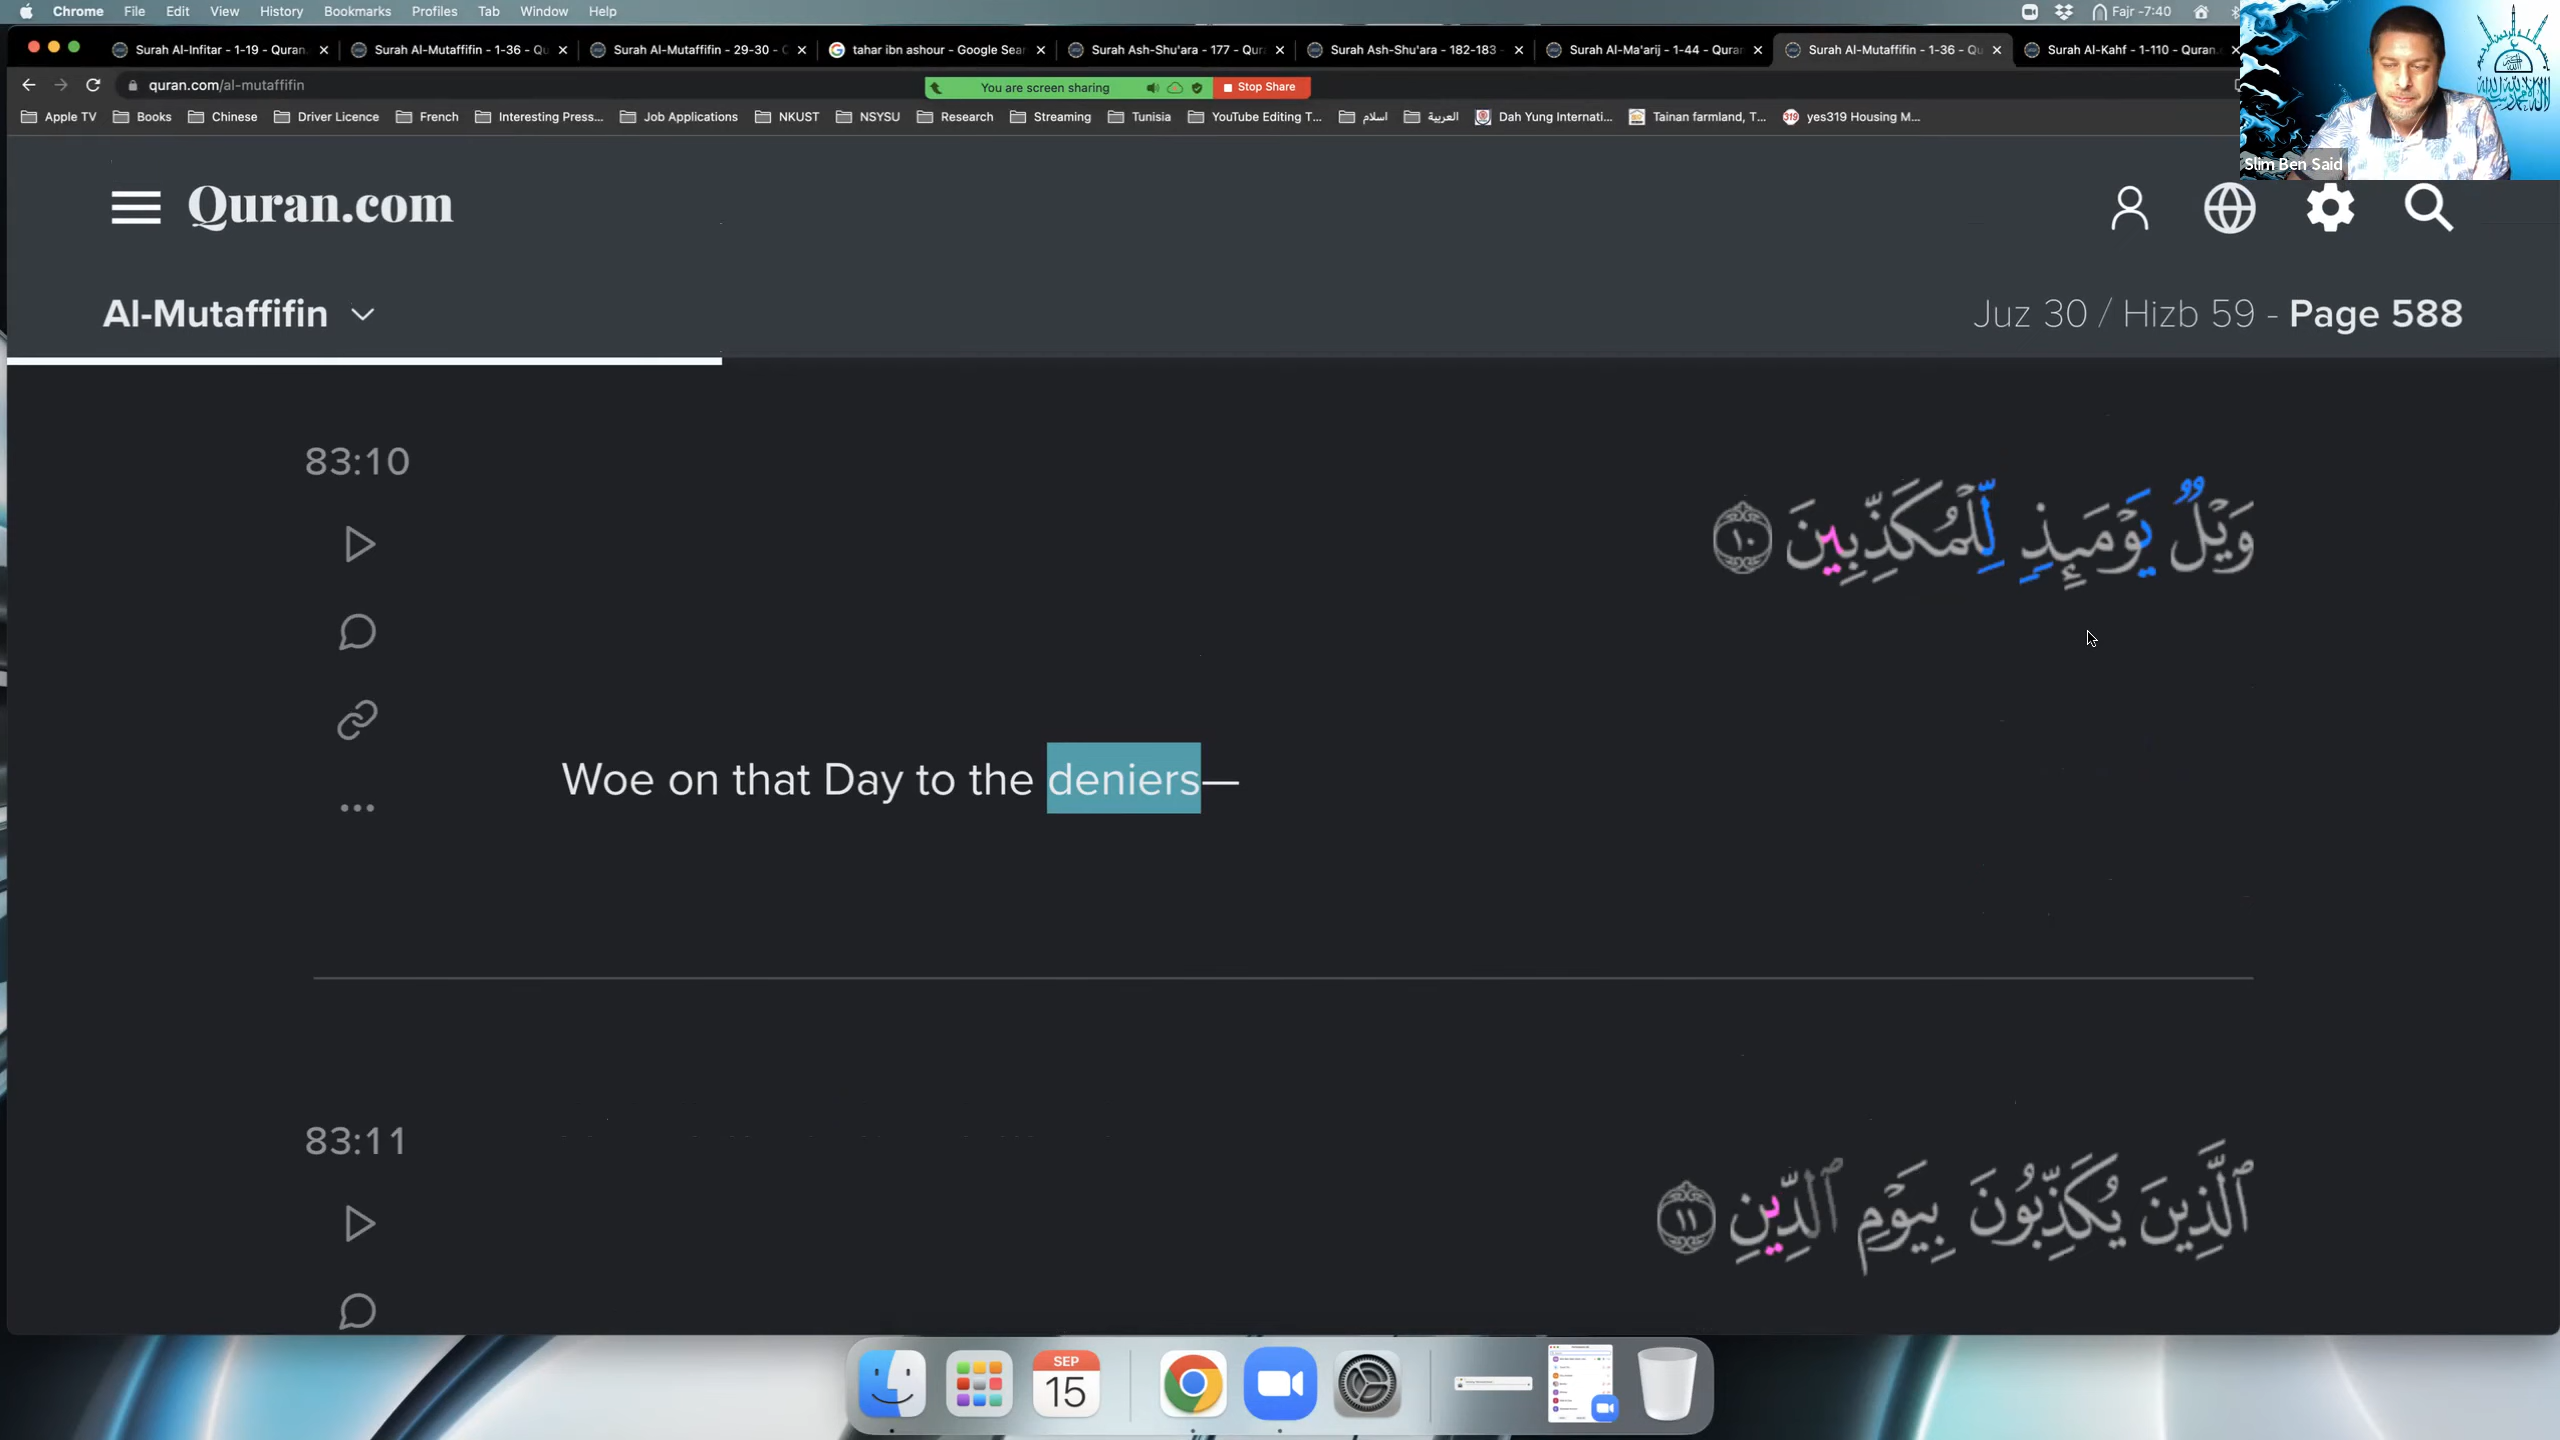 Chrome File Edit View History Bookmarks Profiles Tab Window Help
Fajr -7:40
Surah Al-Infitar - 1-19 - Quran.
Surah Al-Mutaffifin - 1-36 - Qu
Surah Al-Mutaffifin - 29-30 -
tahar ibn ashour - Google Sear
Surah Ash-Shu'ara - 177 - Qur
Surah Ash-Shu'ara - 182-183 -
Surah Al-Ma'arij - 1-44 - Quran
Surah Al-Mutaffifin - 1-36 - Qu
Surah Al-Kahf - 1-110 - Quran.
quran.com/al-mutaffifin
You are screen sharing
Stop Share
Apple TV Books Chinese Driver Licence French Interesting Press... Job Applications NKUST NSYSU Research Streaming Tunisia YouTube Editing T... اسلام العربية Dah Yung Internati... Tainan farmland, T... 319 yes319 Housing M...
Slim Ben Said
Quran.com
Al-Mutaffifin
Juz 30 / Hizb 59 - Page 588
83:10
وَيْلٌ يَوْمَئِذٍ لِّلْمُكَذِّبِينَ ١٠
Woe on that Day to the deniers—
83:11
ٱلَّذِينَ يُكَذِّبُونَ بِيَوْمِ ٱلدِّينِ ١١
SEP
15